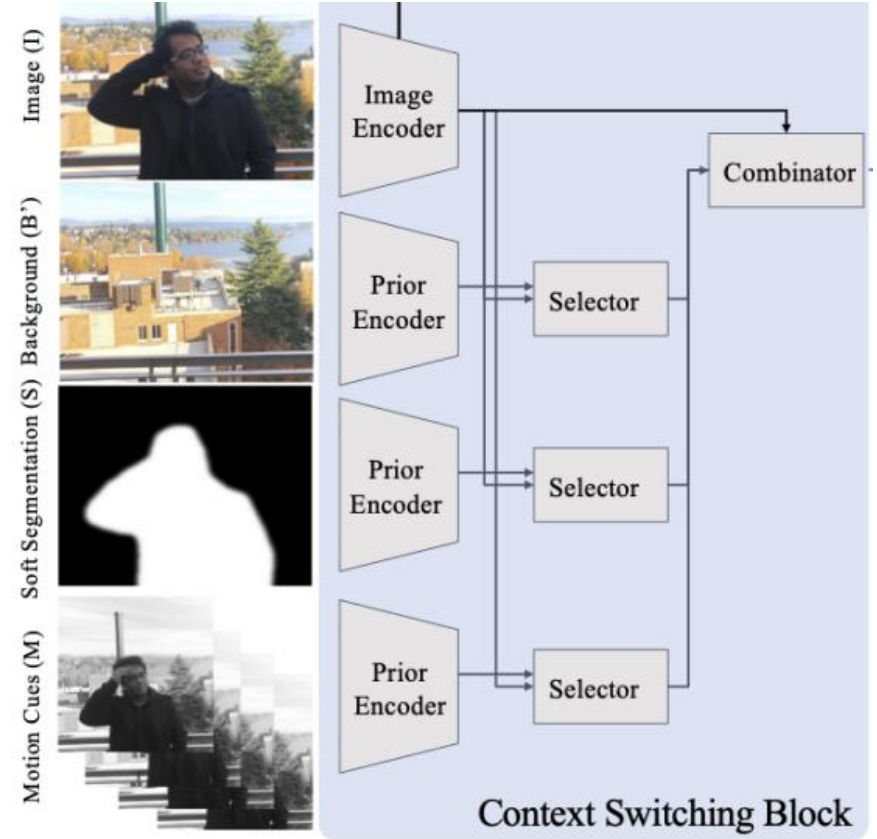 Image (I)
Image
Encoder
Combinator
Background (B')
Prior
Encoder
Selector
Soft Segmentation (S)
Prior
Encoder
Selector
Motion Cues (M)
Prior
Encoder
Selector
Context Switching Block